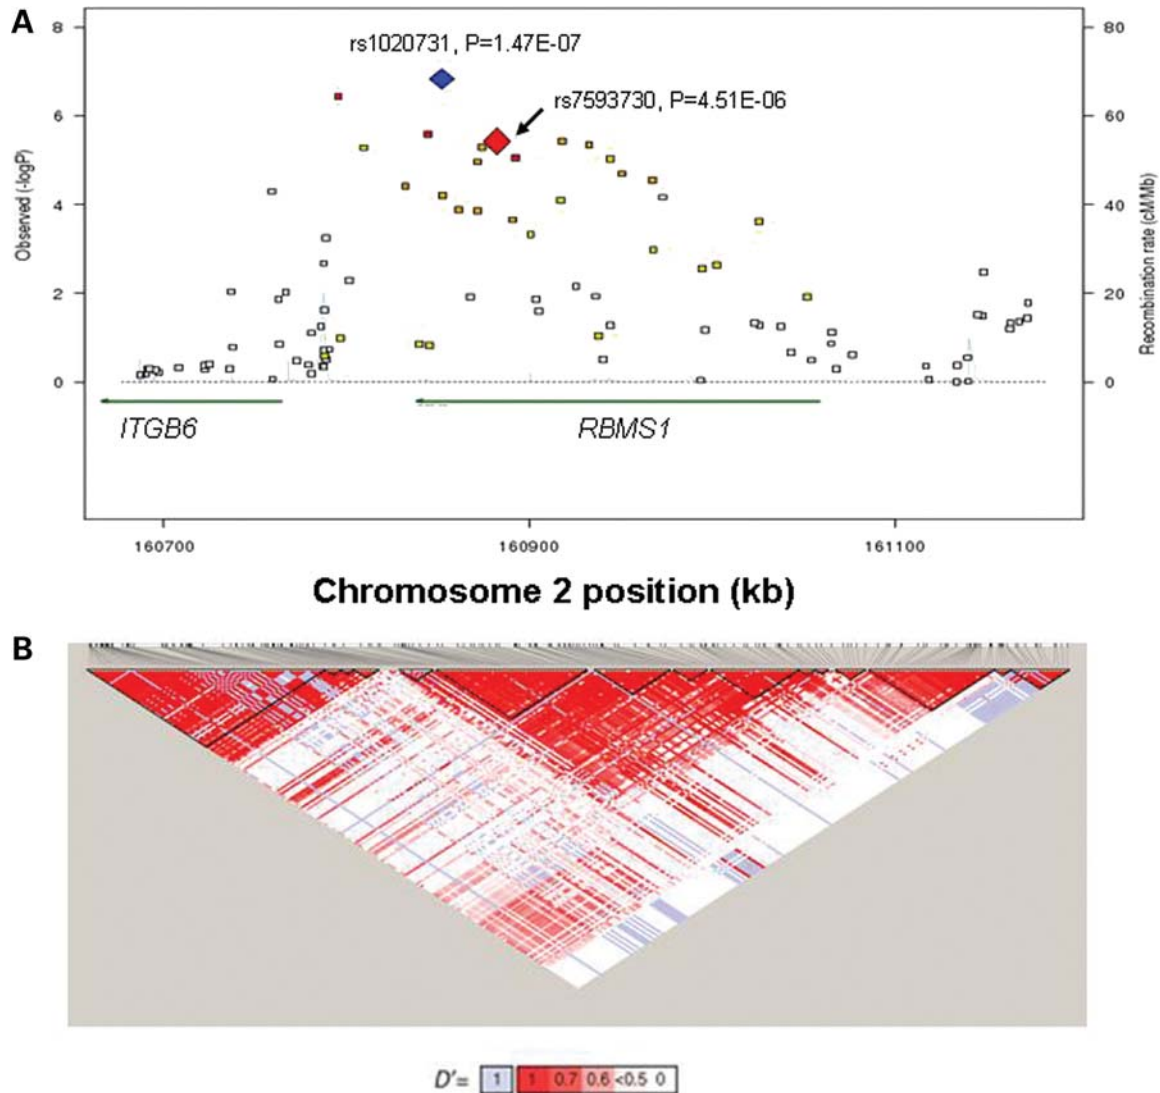 A
8
80
rs1020731, P=1.47E-07
rs7593730, P=4.51E-06
6
60
4
40
2
20
0
0
Observed (-logP)
Recombination rate (cM/Mb)
ITGB6
RBMS1
160700
160900
161100
Chromosome 2 position (kb)
B
D'= 1 1 0.7 0.6 <0.5 0